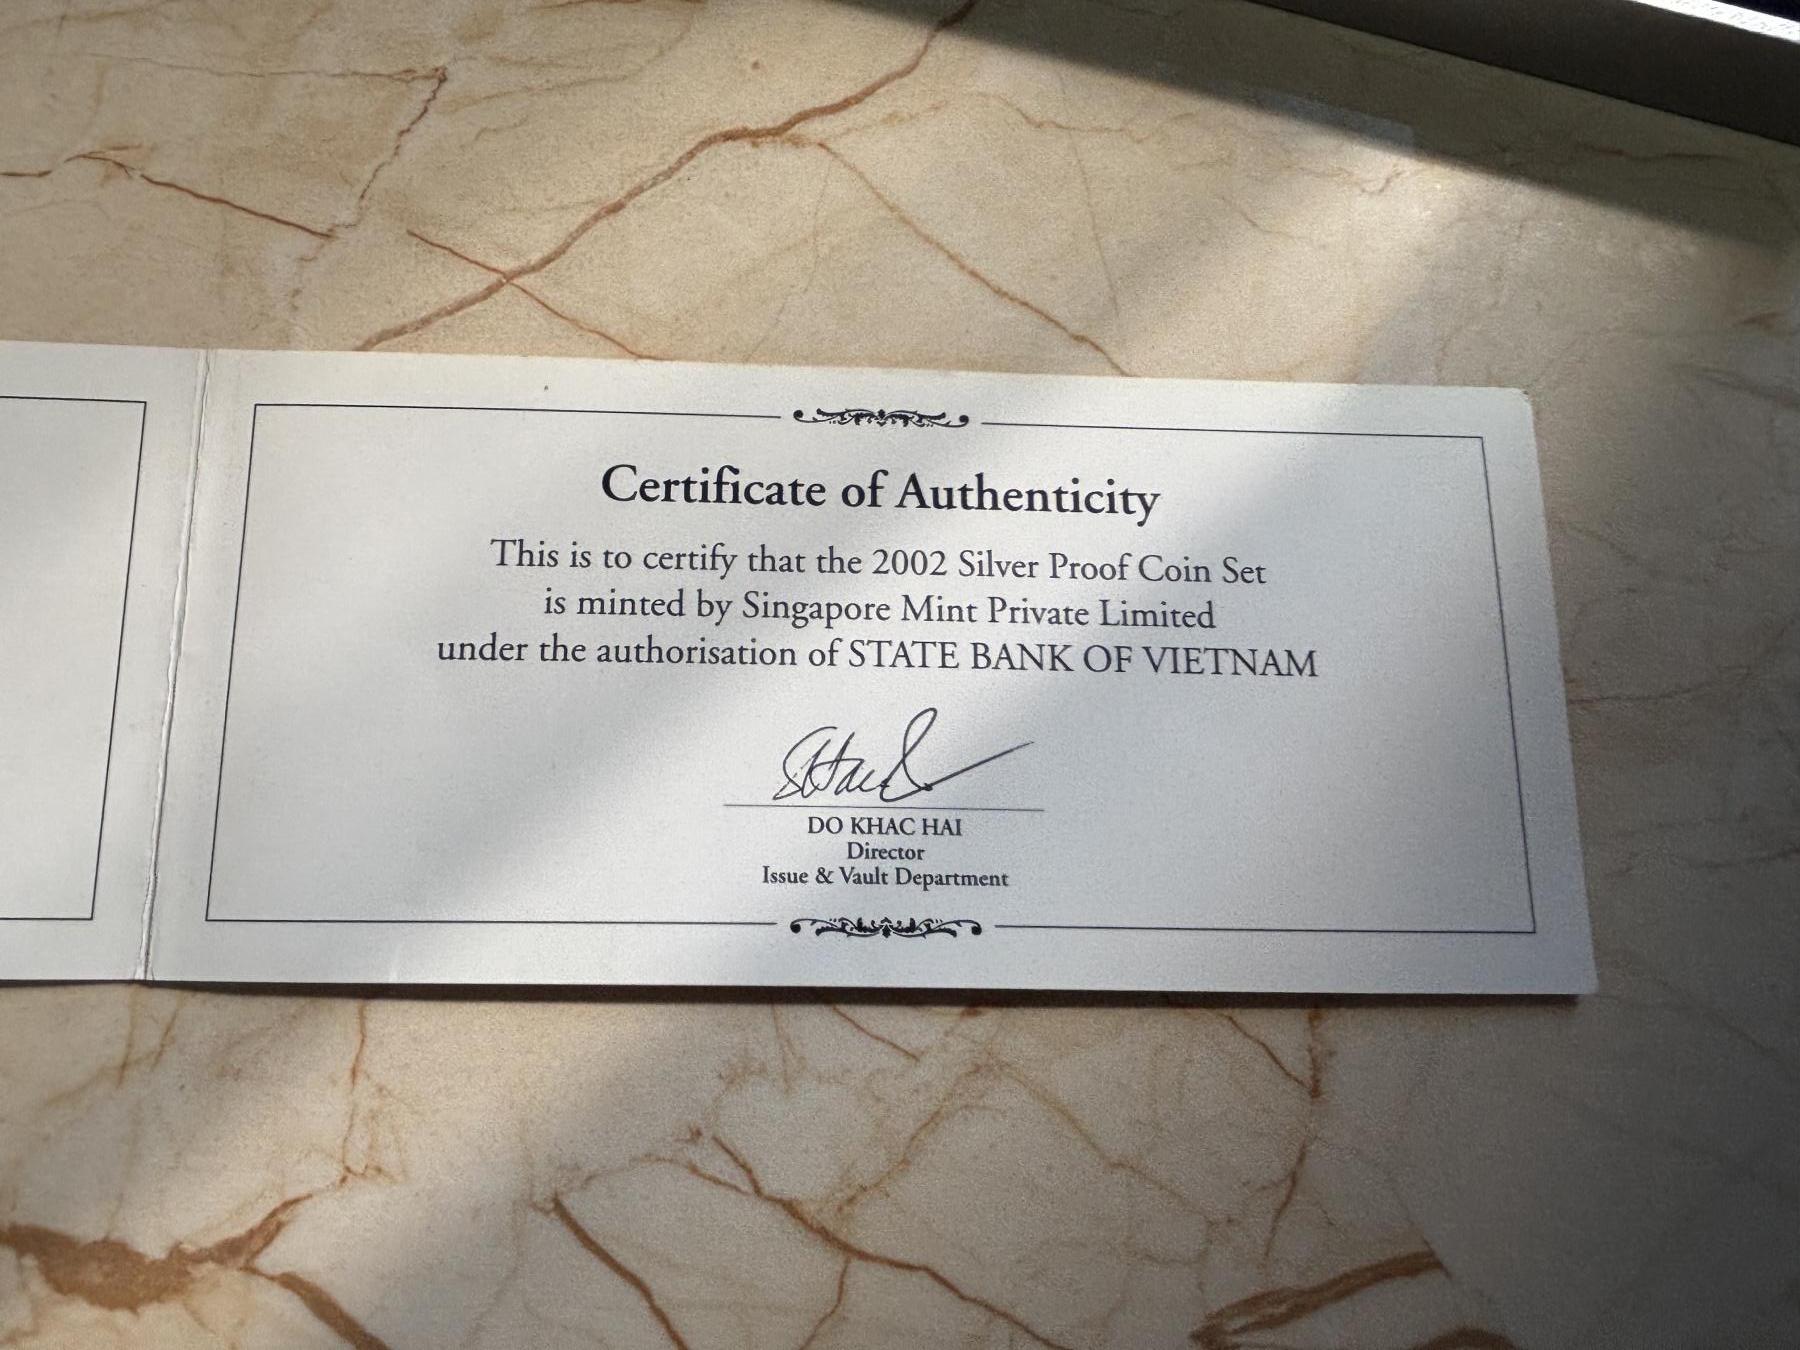 Certificate of Authenticity
This is to certify that the 2002 Silver Proof Coin Set
is minted by Singapore Mint Private Limited
under the authorisation of STATE BANK OF VIETNAM
DO KHAC HAI
Director
Issue & Vault Department